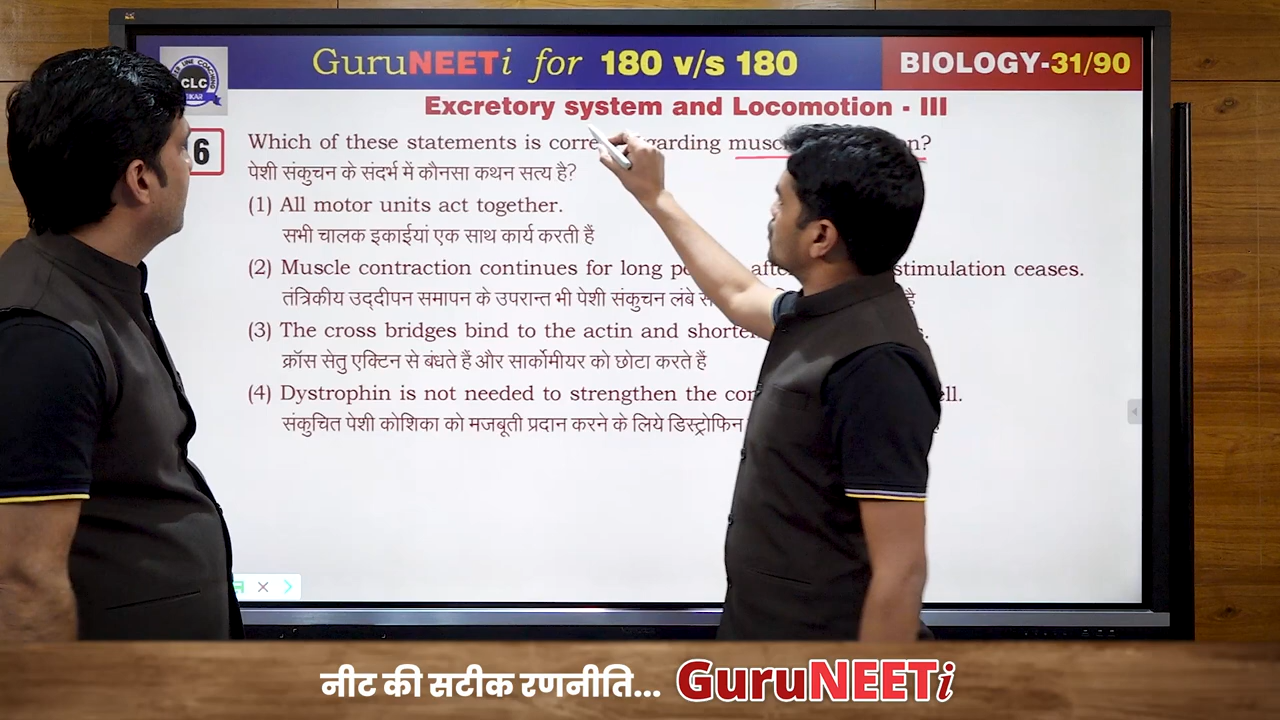 GuruNEETi for 180 v/s 180
BIOLOGY-31/90
CLC
Excretory system and Locomotion - III
6
Which of these statements is corre garding musc n?
पेशी संकुचन के संदर्भ में कौनसा कथन सत्य है?
(1) All motor units act together.
सभी चालक इकाईयां एक साथ कार्य करती हैं
(2) Muscle contraction continues for long pe afte stimulation ceases.
तंत्रिकीय उद्दीपन समापन के उपरान्त भी पेशी संकुचन लंबे स है
(3) The cross bridges bind to the actin and shorte s.
क्रॉस सेतु एक्टिन से बंधते हैं और सार्कोमीयर को छोटा करते हैं
(4) Dystrophin is not needed to strengthen the con ell.
संकुचित पेशी कोशिका को मजबूती प्रदान करने के लिये डिस्ट्रोफिन
नीट की सटीक रणनीति... GuruNEETi